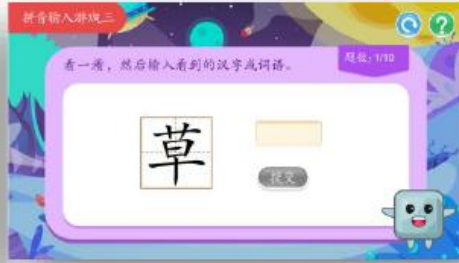 拼音输入游戏三
看一看，然后输入看到的汉字或词语。
题数：1/10
草
提交